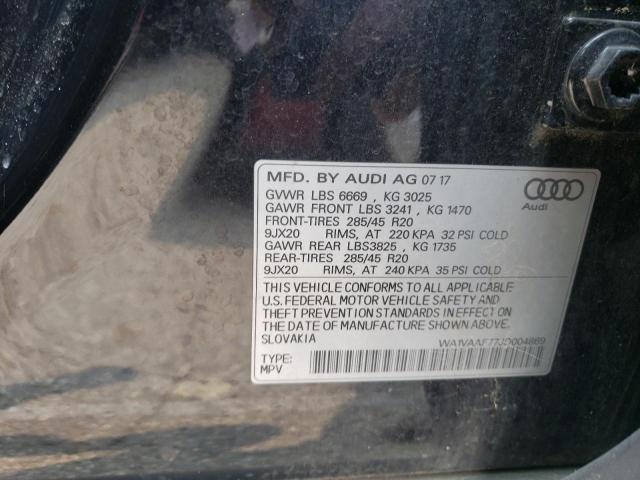 MFD. BY AUDI AG 07 17
GVWR LBS 6669 , KG 3025
GAWR FRONT LBS 3241 , KG 1470
FRONT-TIRES 285/45 R20
9JX20 RIMS, AT 220 KPA 32 PSI COLD
GAWR REAR LBS3825 , KG 1735
REAR-TIRES 285/45 R20
9JX20 RIMS, AT 240 KPA 35 PSI COLD
Audi
THIS VEHICLE CONFORMS TO ALL APPLICABLE
U.S. FEDERAL MOTOR VEHICLE SAFETY AND
THEFT PREVENTION STANDARDS IN EFFECT ON
THE DATE OF MANUFACTURE SHOWN ABOVE.
SLOVAKIA
WA1VAAF77JD004869
TYPE:
MPV